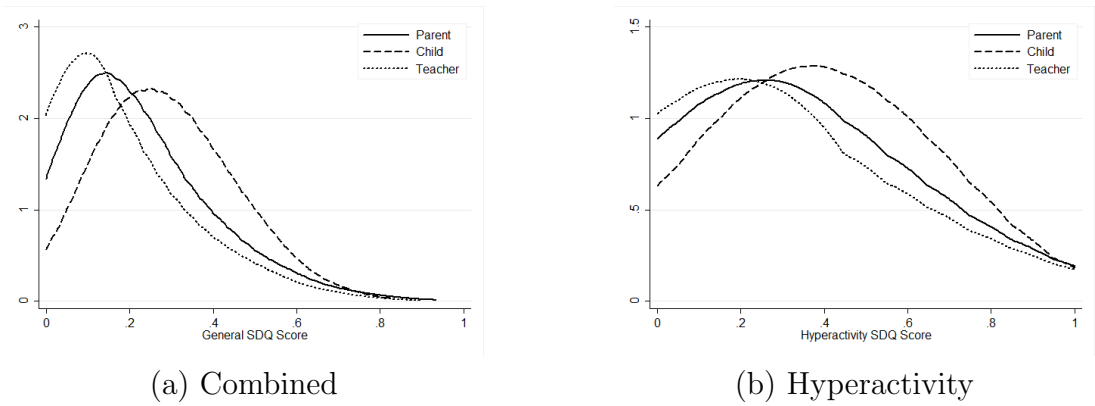 3
2
1
0
Parent
Child
Teacher
0 .2 .4 .6 .8 1
General SDQ Score
(a) Combined
1.5
1
.5
0
Parent
Child
Teacher
0 .2 .4 .6 .8 1
Hyperactivity SDQ Score
(b) Hyperactivity